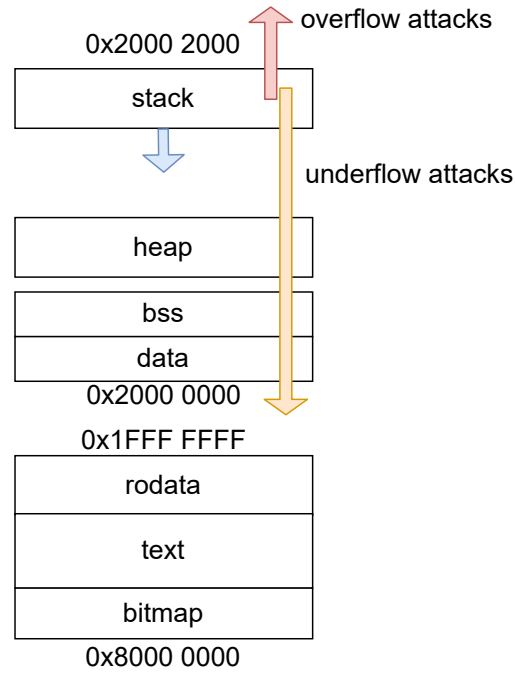 overflow attacks
0x2000 2000
stack
underflow attacks
heap
bss
data
0x2000 0000
0x1FFF FFFF
rodata
text
bitmap
0x8000 0000